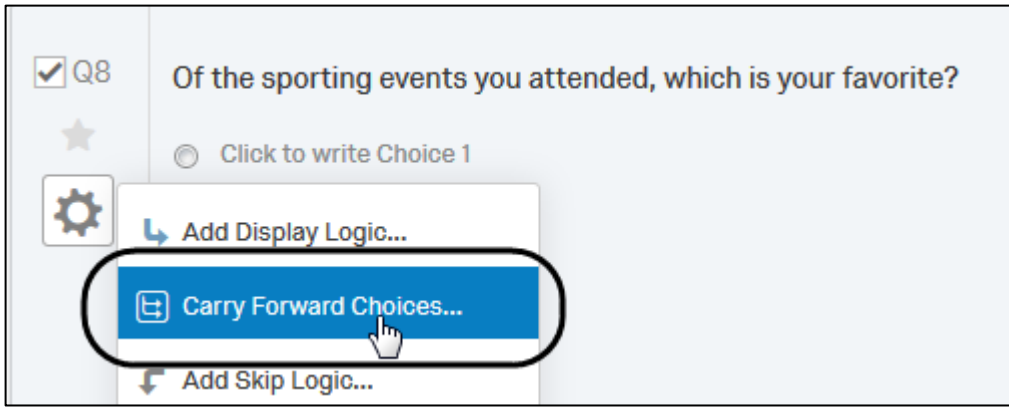 Q8
Of the sporting events you attended, which is your favorite?
Click to write Choice 1
Add Display Logic...
Carry Forward Choices...
Add Skip Logic...